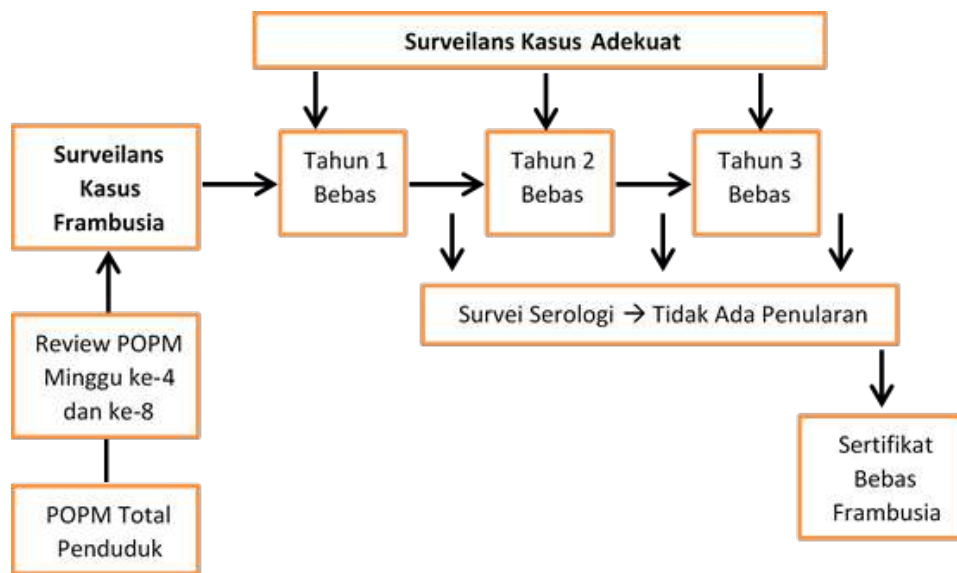 Surveilans Kasus Adekuat
Surveilans
Kasus
Frambusia
Tahun 1
Bebas
Tahun 2
Bebas
Tahun 3
Bebas
Survei Serologi → Tidak Ada Penularan
Review POPM
Minggu ke-4
dan ke-8
Sertifikat
Bebas
Frambusia
POPM Total
Penduduk